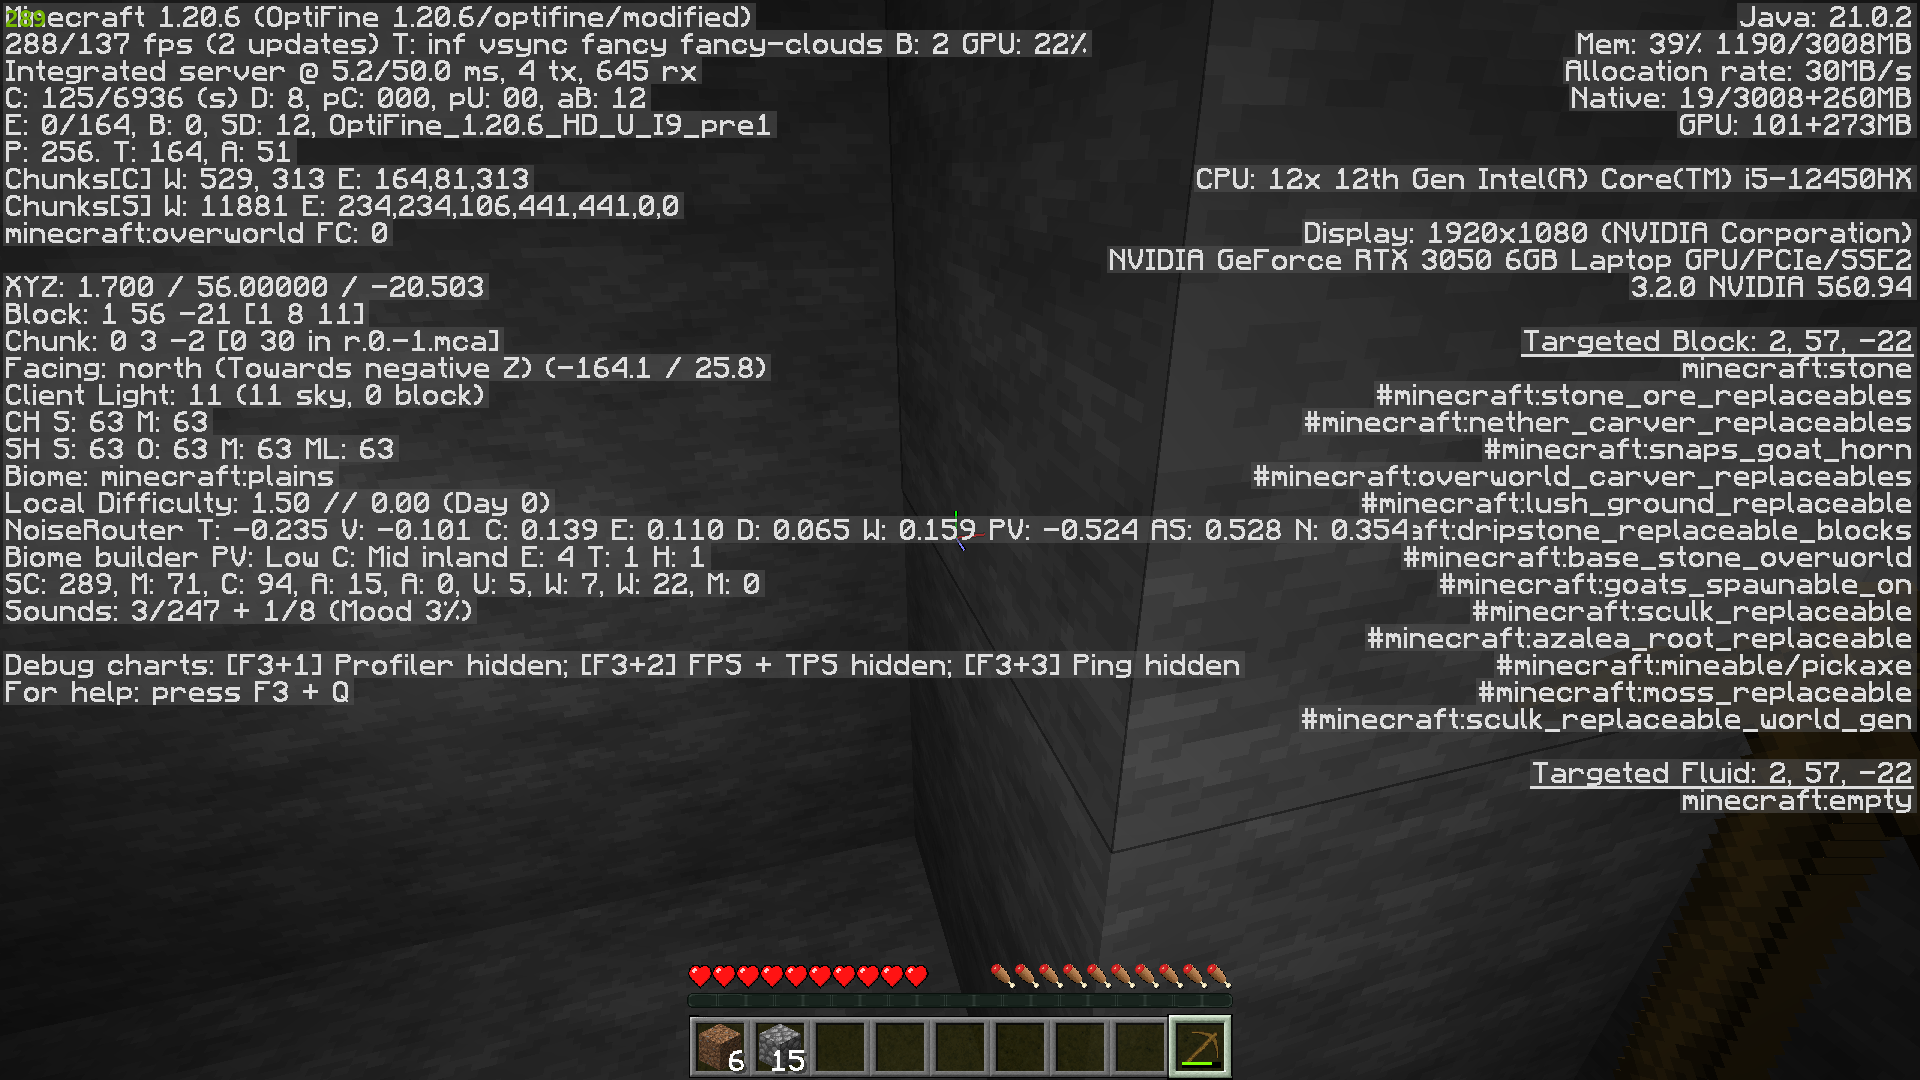 289
Minecraft 1.20.6 (OptiFine 1.20.6/optifine/modified)
288/137 fps (2 updates) T: inf vsync fancy fancy-clouds B: 2 GPU: 22%
Integrated server @ 5.2/50.0 ms, 4 tx, 645 rx
C: 125/6936 (s) D: 8, pC: 000, pU: 00, aB: 12
E: 0/164, B: 0, SD: 12, OptiFine_1.20.6_HD_U_I9_pre1
P: 256. T: 164, A: 51
Chunks[C] W: 529, 313 E: 164,81,313
Chunks[S] W: 11881 E: 234,234,106,441,441,0,0
minecraft:overworld FC: 0
XYZ: 1.700 / 56.00000 / -20.503
Block: 1 56 -21 [1 8 11]
Chunk: 0 3 -2 [0 30 in r.0.-1.mca]
Facing: north (Towards negative Z) (-164.1 / 25.8)
Client Light: 11 (11 sky, 0 block)
CH S: 63 M: 63
SH S: 63 O: 63 M: 63 ML: 63
Biome: minecraft:plains
Local Difficulty: 1.50 // 0.00 (Day 0)
NoiseRouter T: -0.235 V: -0.101 C: 0.139 E: 0.110 D: 0.065 W: 0.159 PV: -0.524 AS: 0.528 N: 0.354
Biome builder PV: Low C: Mid inland E: 4 T: 1 H: 1
SC: 289, M: 71, C: 94, A: 15, A: 0, U: 5, W: 7, W: 22, M: 0
Sounds: 3/247 + 1/8 (Mood 3%)
Debug charts: [F3+1] Profiler hidden; [F3+2] FPS + TPS hidden; [F3+3] Ping hidden
For help: press F3 + Q
Java: 21.0.2
Mem: 39% 1190/3008MB
Allocation rate: 30MB/s
Native: 19/3008+260MB
GPU: 101+273MB
CPU: 12x 12th Gen Intel(R) Core(TM) i5-12450HX
Display: 1920x1080 (NVIDIA Corporation)
NVIDIA GeForce RTX 3050 6GB Laptop GPU/PCIe/SSE2
3.2.0 NVIDIA 560.94
Targeted Block: 2, 57, -22
minecraft:stone
#minecraft:stone_ore_replaceables
#minecraft:nether_carver_replaceables
#minecraft:snaps_goat_horn
#minecraft:overworld_carver_replaceables
#minecraft:lush_ground_replaceable
aft:dripstone_replaceable_blocks
#minecraft:base_stone_overworld
#minecraft:goats_spawnable_on
#minecraft:sculk_replaceable
#minecraft:azalea_root_replaceable
#minecraft:mineable/pickaxe
#minecraft:moss_replaceable
#minecraft:sculk_replaceable_world_gen
Targeted Fluid: 2, 57, -22
minecraft:empty
6
15